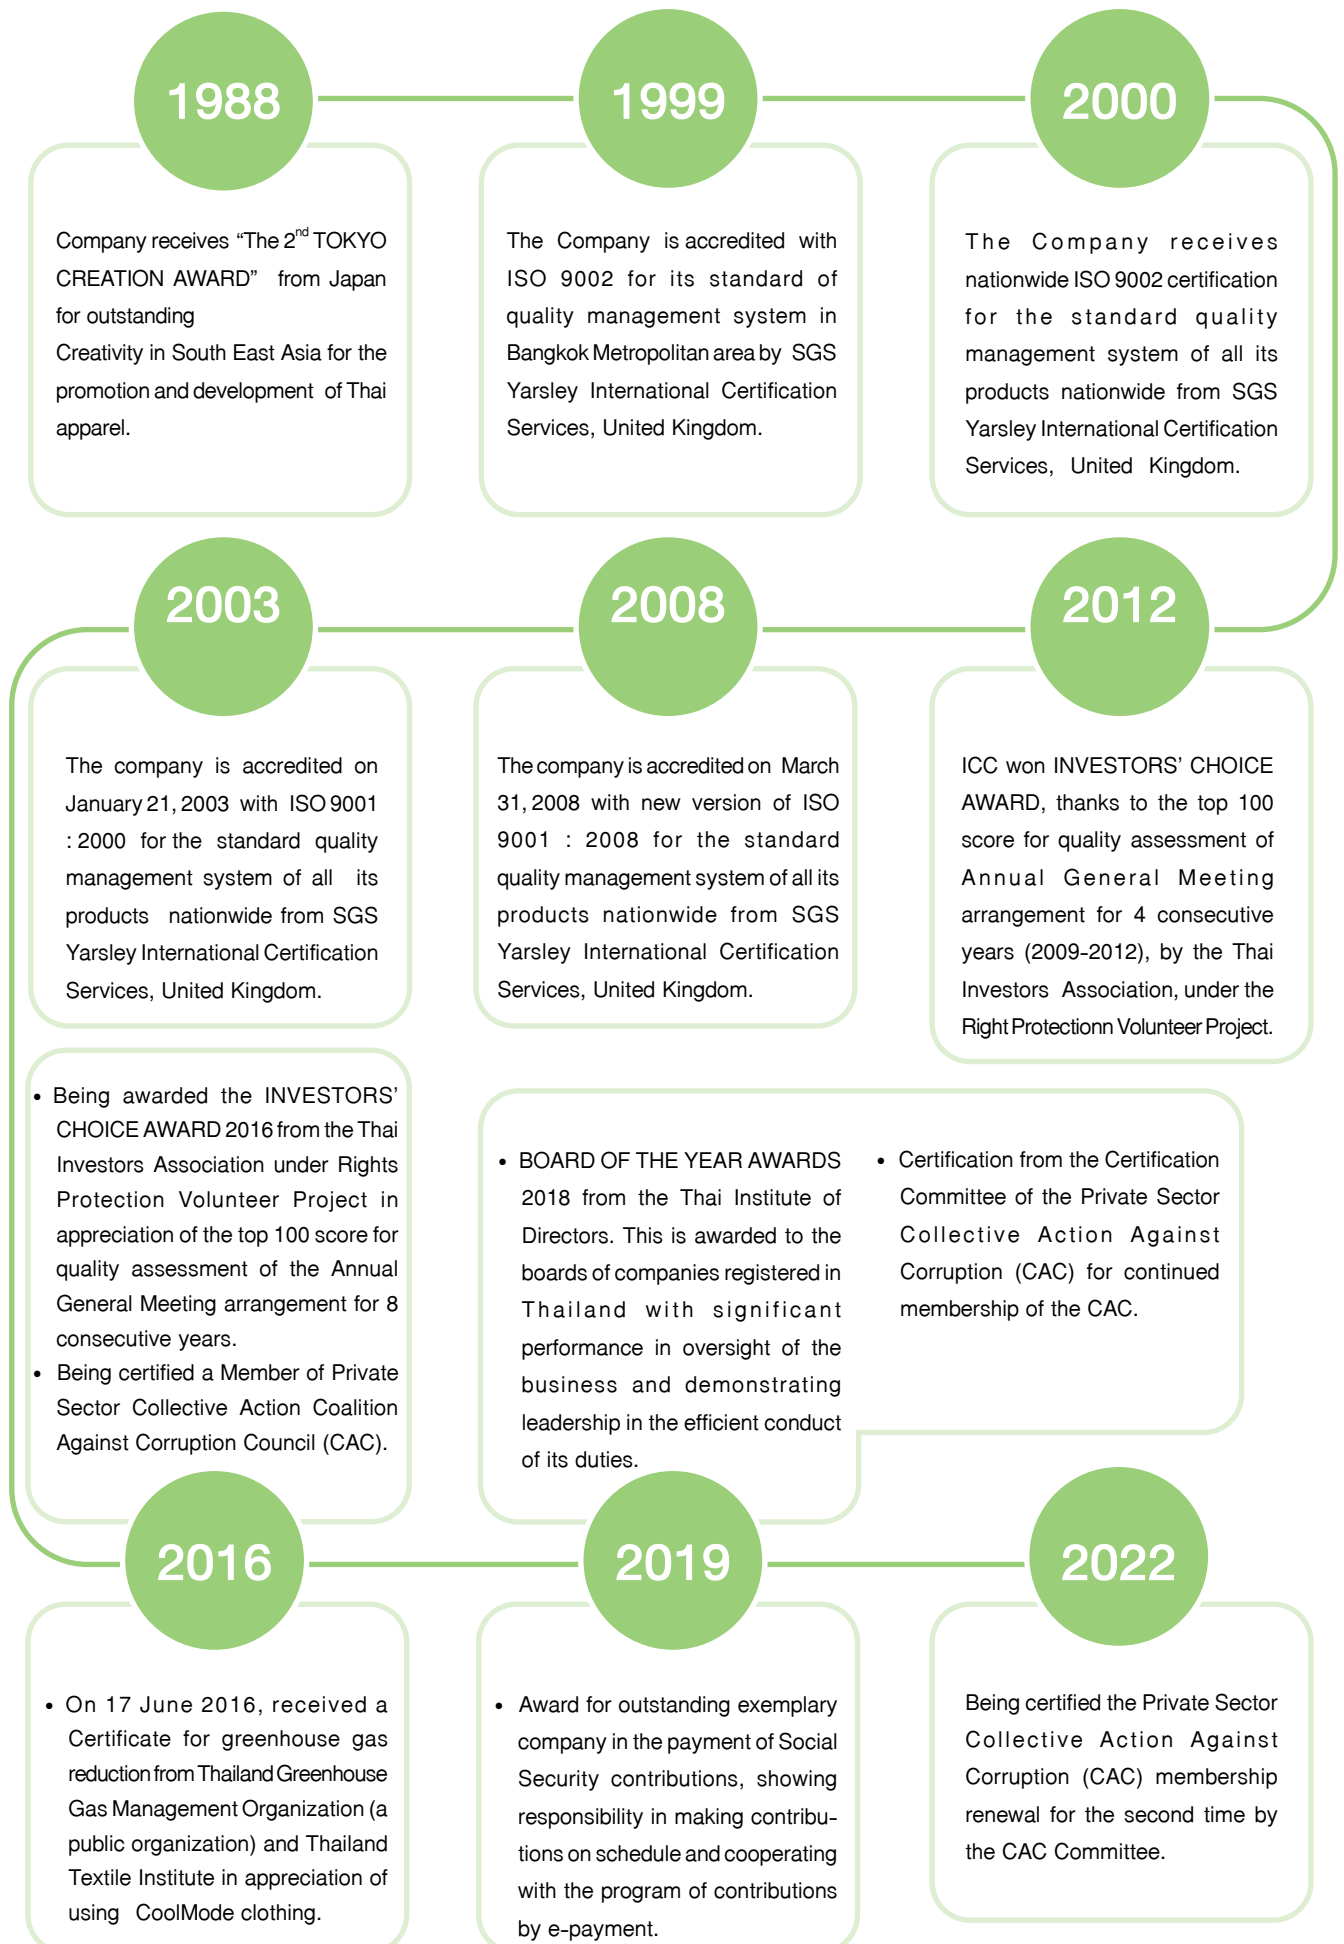 1988
Company receives “The 2nd TOKYO
CREATION AWARD” from Japan
for outstanding
Creativity in South East Asia for the
promotion and development of Thai
apparel.
1999
The Company is accredited with
ISO 9002 for its standard of
quality management system in
Bangkok Metropolitan area by SGS
Yarsley International Certification
Services, United Kingdom.
2000
The Company receives
nationwide ISO 9002 certification
for the standard quality
management system of all its
products nationwide from SGS
Yarsley International Certification
Services, United Kingdom.
2003
The company is accredited on
January 21, 2003 with ISO 9001
: 2000 for the standard quality
management system of all its
products nationwide from SGS
Yarsley International Certification
Services, United Kingdom.
2008
The company is accredited on March
31, 2008 with new version of ISO
9001 : 2008 for the standard
quality management system of all its
products nationwide from SGS
Yarsley International Certification
Services, United Kingdom.
2012
ICC won INVESTORS’ CHOICE
AWARD, thanks to the top 100
score for quality assessment of
Annual General Meeting
arrangement for 4 consecutive
years (2009-2012), by the Thai
Investors Association, under the
Right Protectionn Volunteer Project.
• Being awarded the INVESTORS’
CHOICE AWARD 2016 from the Thai
Investors Association under Rights
Protection Volunteer Project in
appreciation of the top 100 score for
quality assessment of the Annual
General Meeting arrangement for 8
consecutive years.
• Being certified a Member of Private
Sector Collective Action Coalition
Against Corruption Council (CAC).
2016
• On 17 June 2016, received a
Certificate for greenhouse gas
reduction from Thailand Greenhouse
Gas Management Organization (a
public organization) and Thailand
Textile Institute in appreciation of
using CoolMode clothing.
• BOARD OF THE YEAR AWARDS
2018 from the Thai Institute of
Directors. This is awarded to the
boards of companies registered in
Thailand with significant
performance in oversight of the
business and demonstrating
leadership in the efficient conduct
of its duties.
• Certification from the Certification
Committee of the Private Sector
Collective Action Against
Corruption (CAC) for continued
membership of the CAC.
2019
• Award for outstanding exemplary
company in the payment of Social
Security contributions, showing
responsibility in making contribu-
tions on schedule and cooperating
with the program of contributions
by e-payment.
2022
Being certified the Private Sector
Collective Action Against
Corruption (CAC) membership
renewal for the second time by
the CAC Committee.